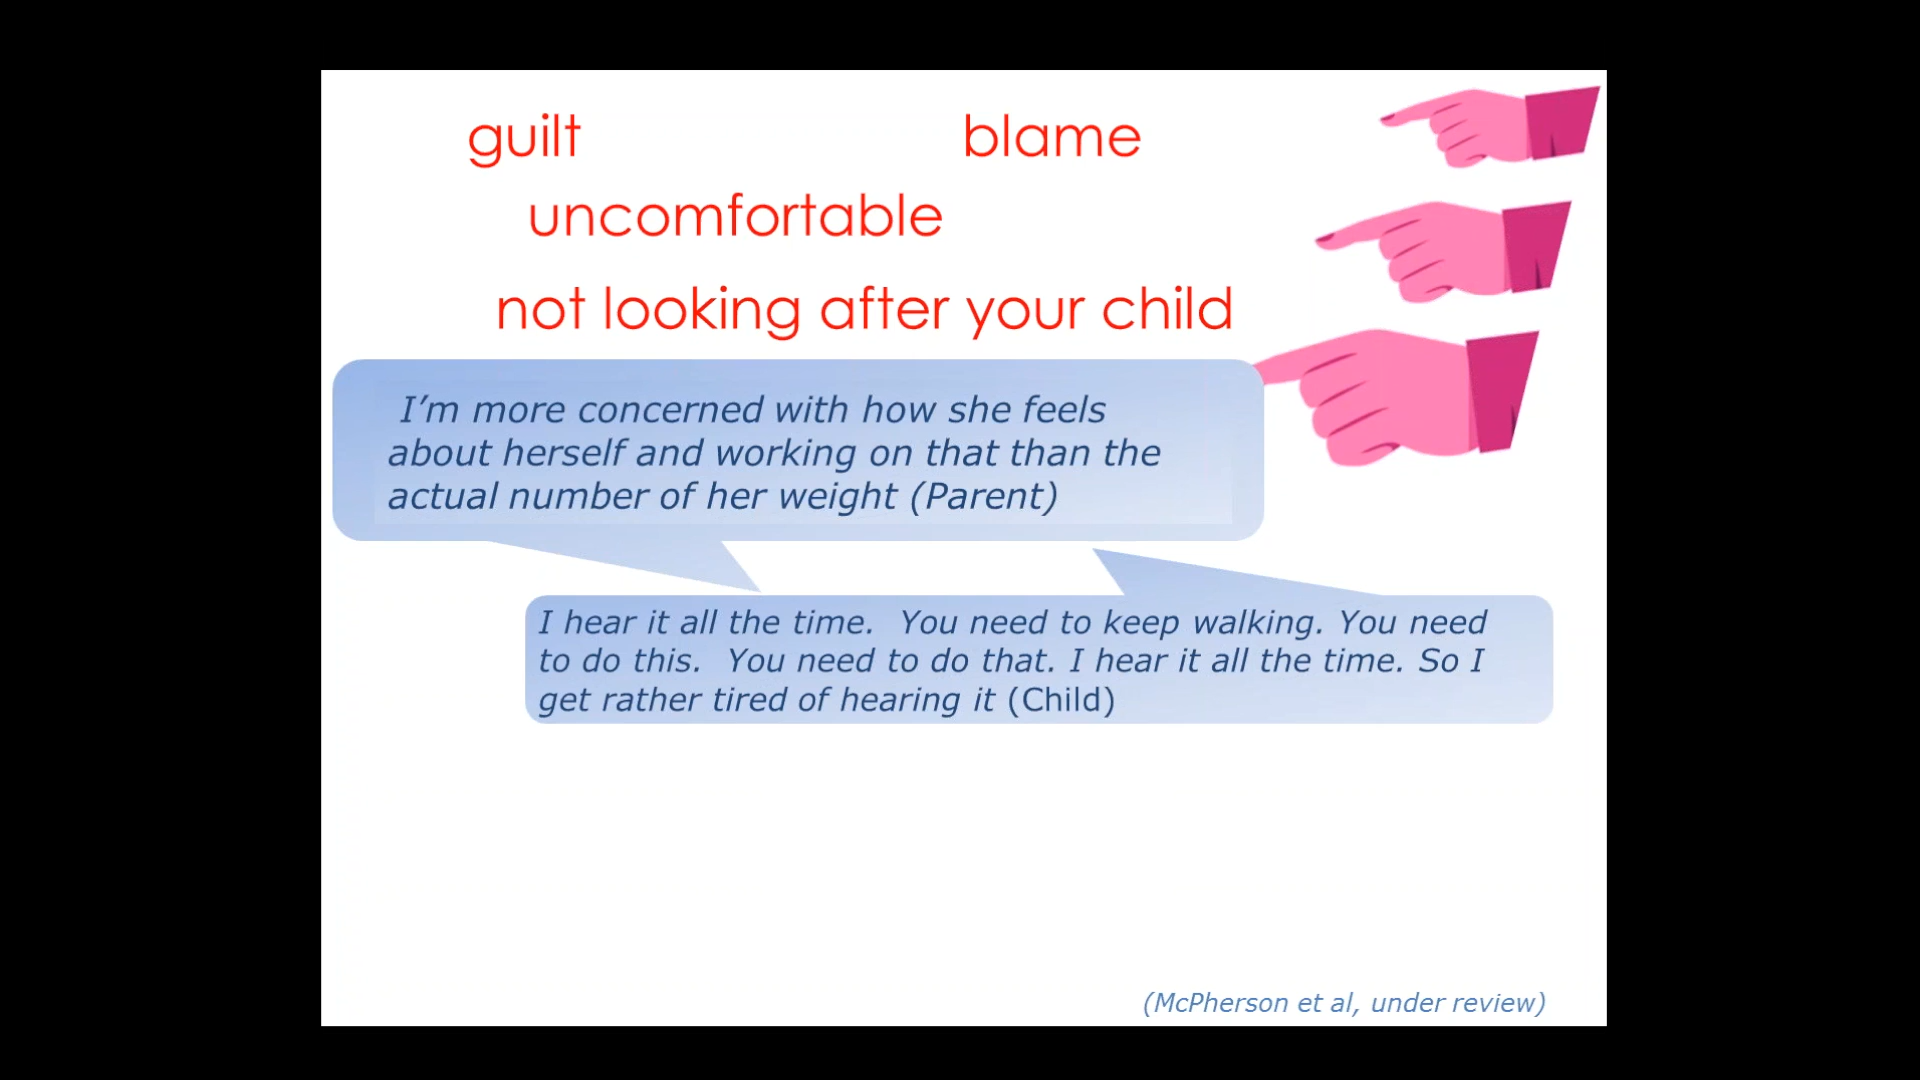 guilt blame
uncomfortable
not looking after your child
I’m more concerned with how she feels
about herself and working on that than the
actual number of her weight (Parent)
I hear it all the time.  You need to keep walking. You need
to do this.  You need to do that. I hear it all the time. So I
get rather tired of hearing it (Child)
(McPherson et al, under review)